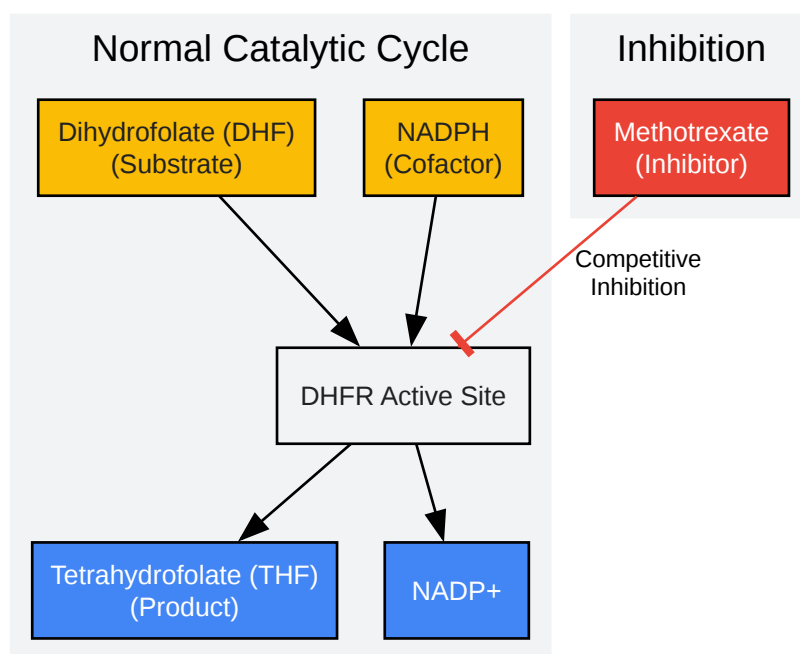 Normal Catalytic Cycle
Inhibition
Dihydrofolate (DHF)
(Substrate)
NADPH
(Cofactor)
Methotrexate
(Inhibitor)
Competitive
Inhibition
DHFR Active Site
Tetrahydrofolate (THF)
(Product)
NADP+